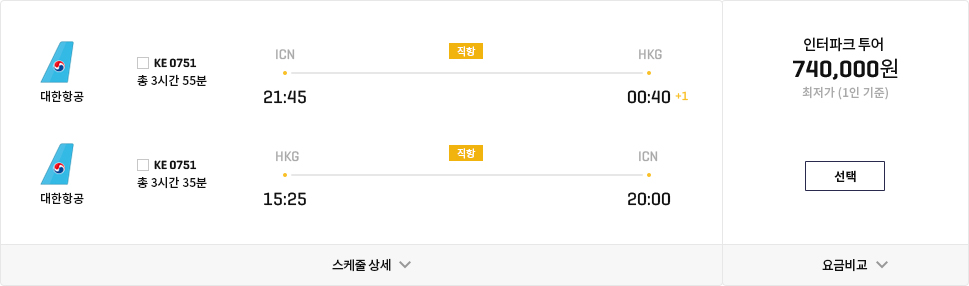 대한항공
KE 0751
총 3시간 55분
ICN
직항
HKG
21:45
00:40 +1
대한항공
KE 0751
총 3시간 35분
HKG
직항
ICN
15:25
20:00
스케줄 상세
인터파크 투어
740,000원
최저가 (1인 기준)
선택
요금비교